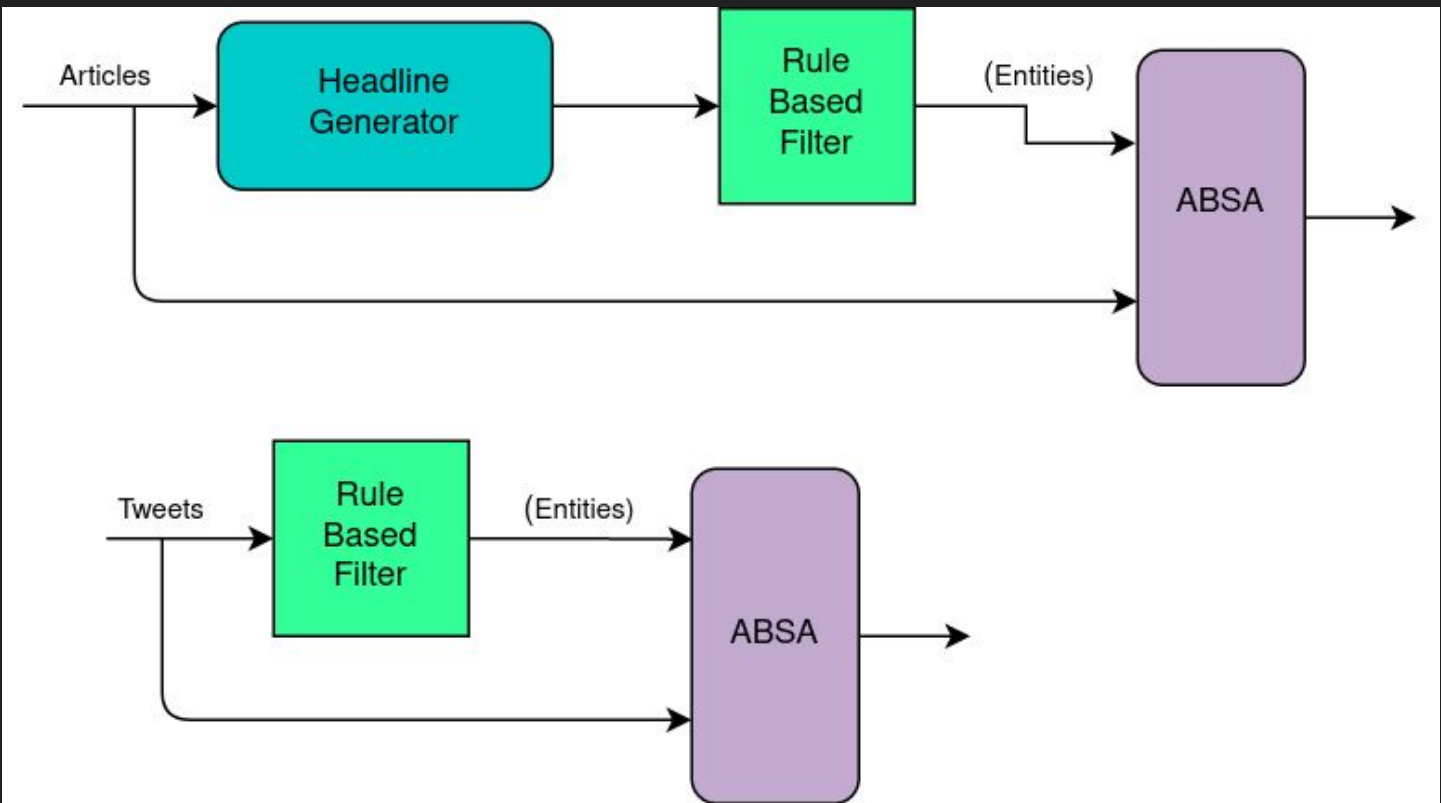 Articles
Headline
Generator
Rule
Based
Filter
(Entities)
ABSA
Tweets
Rule
Based
Filter
(Entities)
ABSA